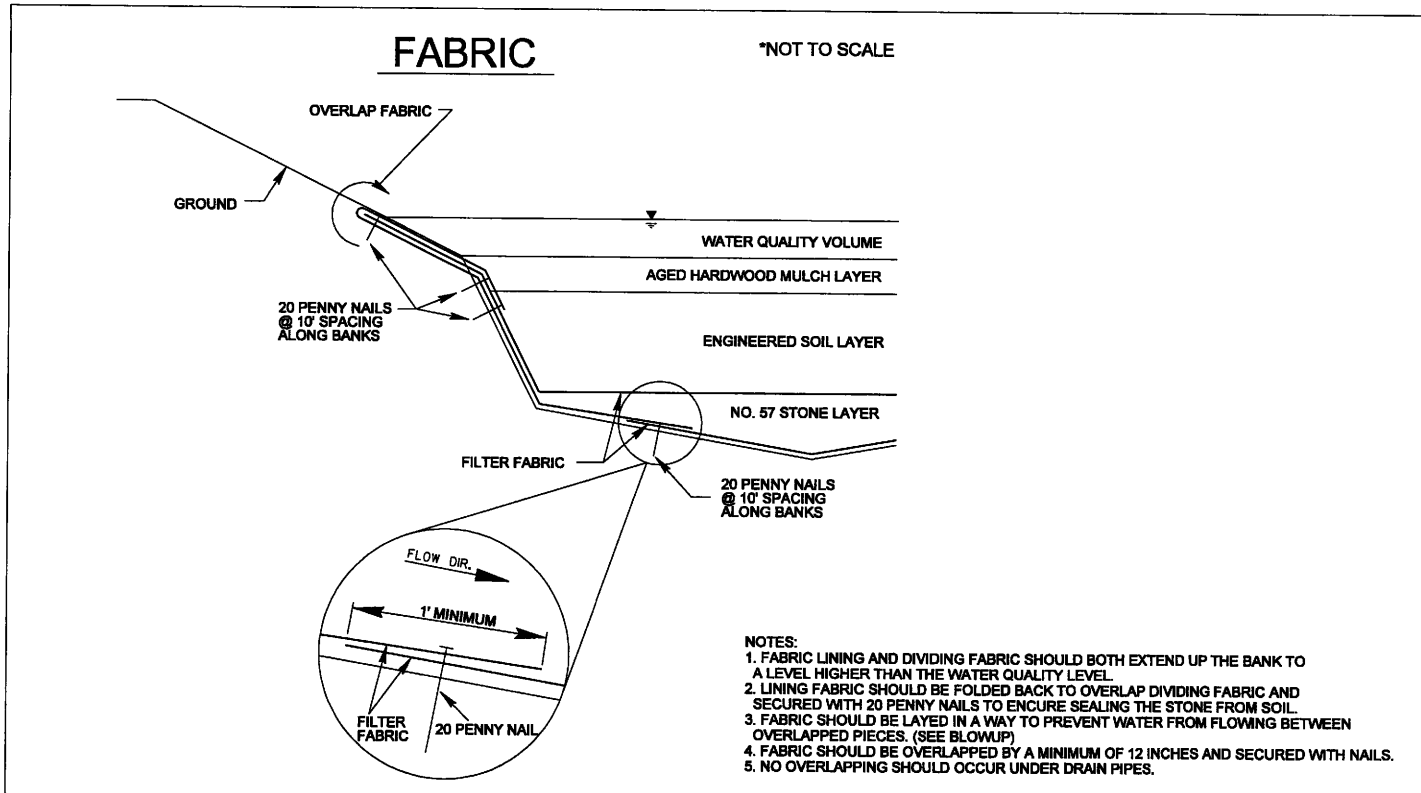 FABRIC
*NOT TO SCALE
OVERLAP FABRIC
GROUND
WATER QUALITY VOLUME
AGED HARDWOOD MULCH LAYER
20 PENNY NAILS
@ 10' SPACING
ALONG BANKS
ENGINEERED SOIL LAYER
NO. 57 STONE LAYER
FILTER FABRIC
20 PENNY NAILS
@ 10' SPACING
ALONG BANKS
FLOW DIR.
1' MINIMUM
FILTER
FABRIC
20 PENNY NAIL
NOTES:
1. FABRIC LINING AND DIVIDING FABRIC SHOULD BOTH EXTEND UP THE BANK TO
A LEVEL HIGHER THAN THE WATER QUALITY LEVEL.
2. LINING FABRIC SHOULD BE FOLDED BACK TO OVERLAP DIVIDING FABRIC AND
SECURED WITH 20 PENNY NAILS TO ENCURE SEALING THE STONE FROM SOIL.
3. FABRIC SHOULD BE LAYED IN A WAY TO PREVENT WATER FROM FLOWING BETWEEN
OVERLAPPED PIECES. (SEE BLOWUP)
4. FABRIC SHOULD BE OVERLAPPED BY A MINIMUM OF 12 INCHES AND SECURED WITH NAILS.
5. NO OVERLAPPING SHOULD OCCUR UNDER DRAIN PIPES.